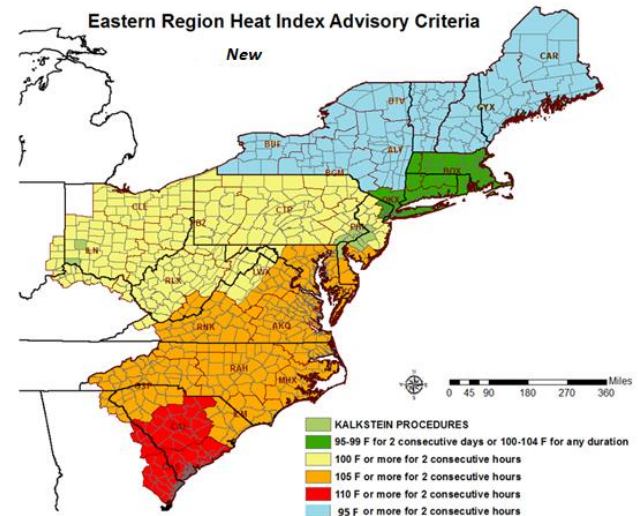 Eastern Region Heat Index Advisory Criteria
New
CAR
BTV
GYX
BUF
ALY
BGM
BOX
OKX
CLE
CTP
PBZ
PHI
ILN
LWX
RLX
RNK
AKQ
RAH
GSP
MHX
ILM
CAE
Miles
0 45 90 180 270 360
KALKSTEIN PROCEDURES
95-99 F for 2 consecutive days or 100-104 F for any duration
100 F or more for 2 consecutive hours
105 F or more for 2 consecutive hours
110 F or more for 2 consecutive hours
95 F or more for 2 consecutive hours